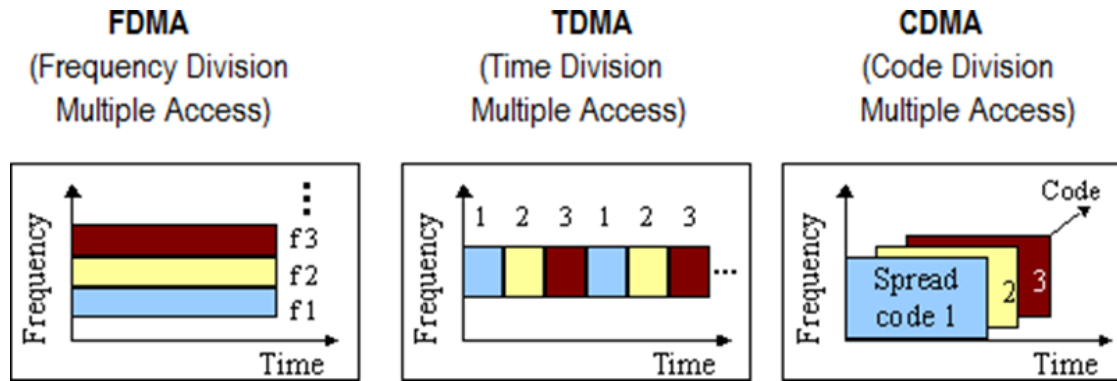 FDMA
(Frequency Division
Multiple Access)
TDMA
(Time Division
Multiple Access)
CDMA
(Code Division
Multiple Access)
Frequency
f3
f2
f1
Time
Frequency
1 2 3 1 2 3
...
Time
Frequency
Code
Spread
code 1
2
3
Time